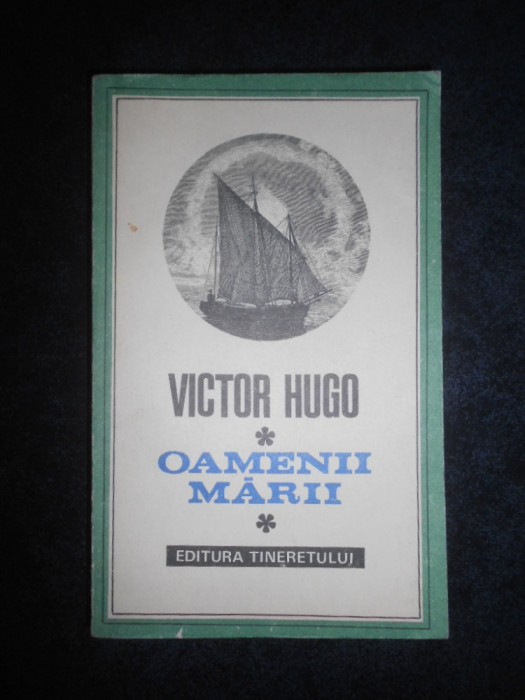 VICTOR HUGO
*
OAMENII
MĂRII
*
EDITURA TINERETULUI